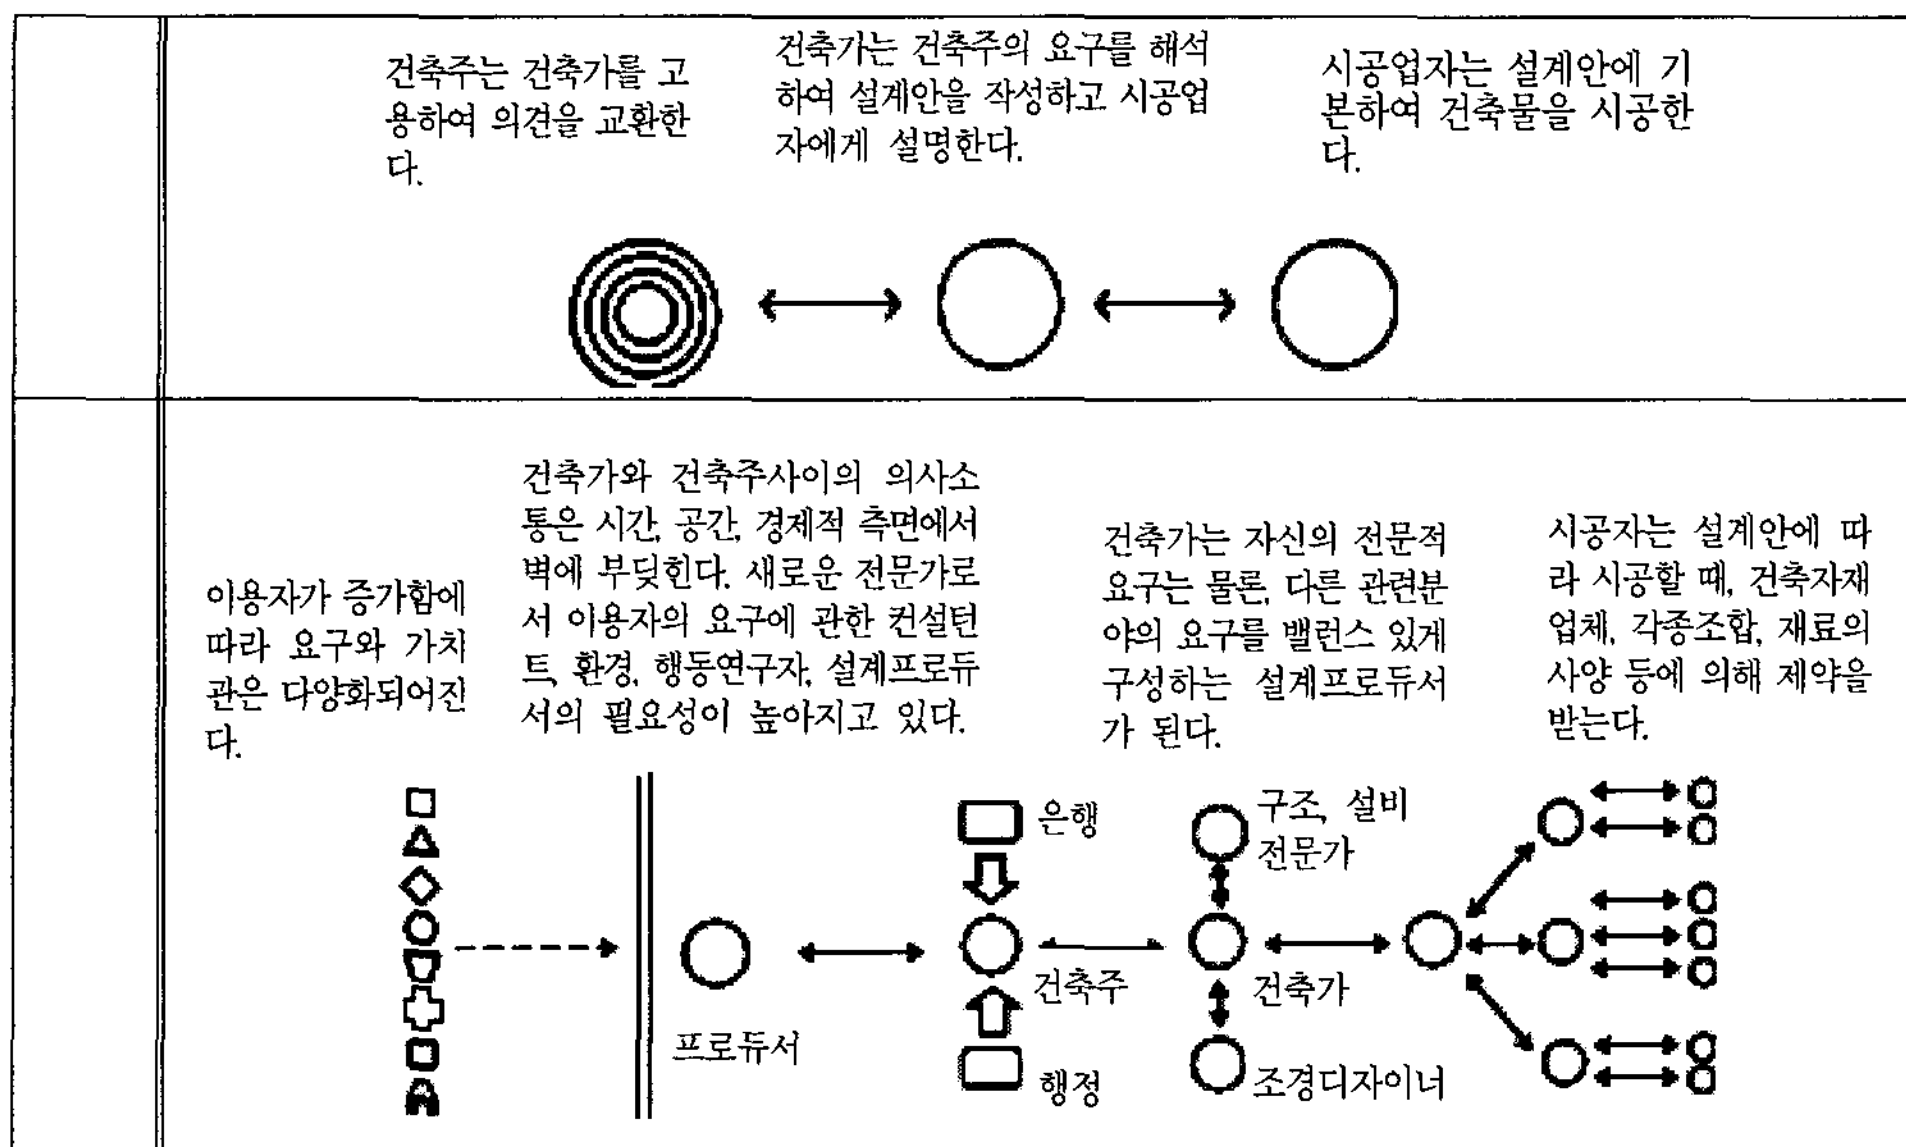 건축주는 건축가를 고
용하여 의견을 교환한
다.
건축가는 건축주의 요구를 해석
하여 설계안을 작성하고 시공업
자에게 설명한다.
시공업자는 설계안에 기
본하여 건축물을 시공한
다.
이용자가 증가함에
따라 요구와 가치
관은 다양화되어진
다.
건축가와 건축주사이의 의사소
통은 시간, 공간, 경제적 측면에서
벽에 부딪힌다. 새로운 전문가로
서 이용자의 요구에 관한 컨설턴
트, 환경, 행동연구자, 설계프로듀
서의 필요성이 높아지고 있다.
건축가는 자신의 전문적
요구는 물론, 다른 관련분
야의 요구를 밸런스 있게
구성하는 설계프로듀서
가 된다.
시공자는 설계안에 따
라 시공할 때, 건축자재
업체, 각종조합, 재료의
사양 등에 의해 제약을
받는다.
은행
구조, 설비
전문가
건축주
건축가
프로듀서
행정
조경디자이너